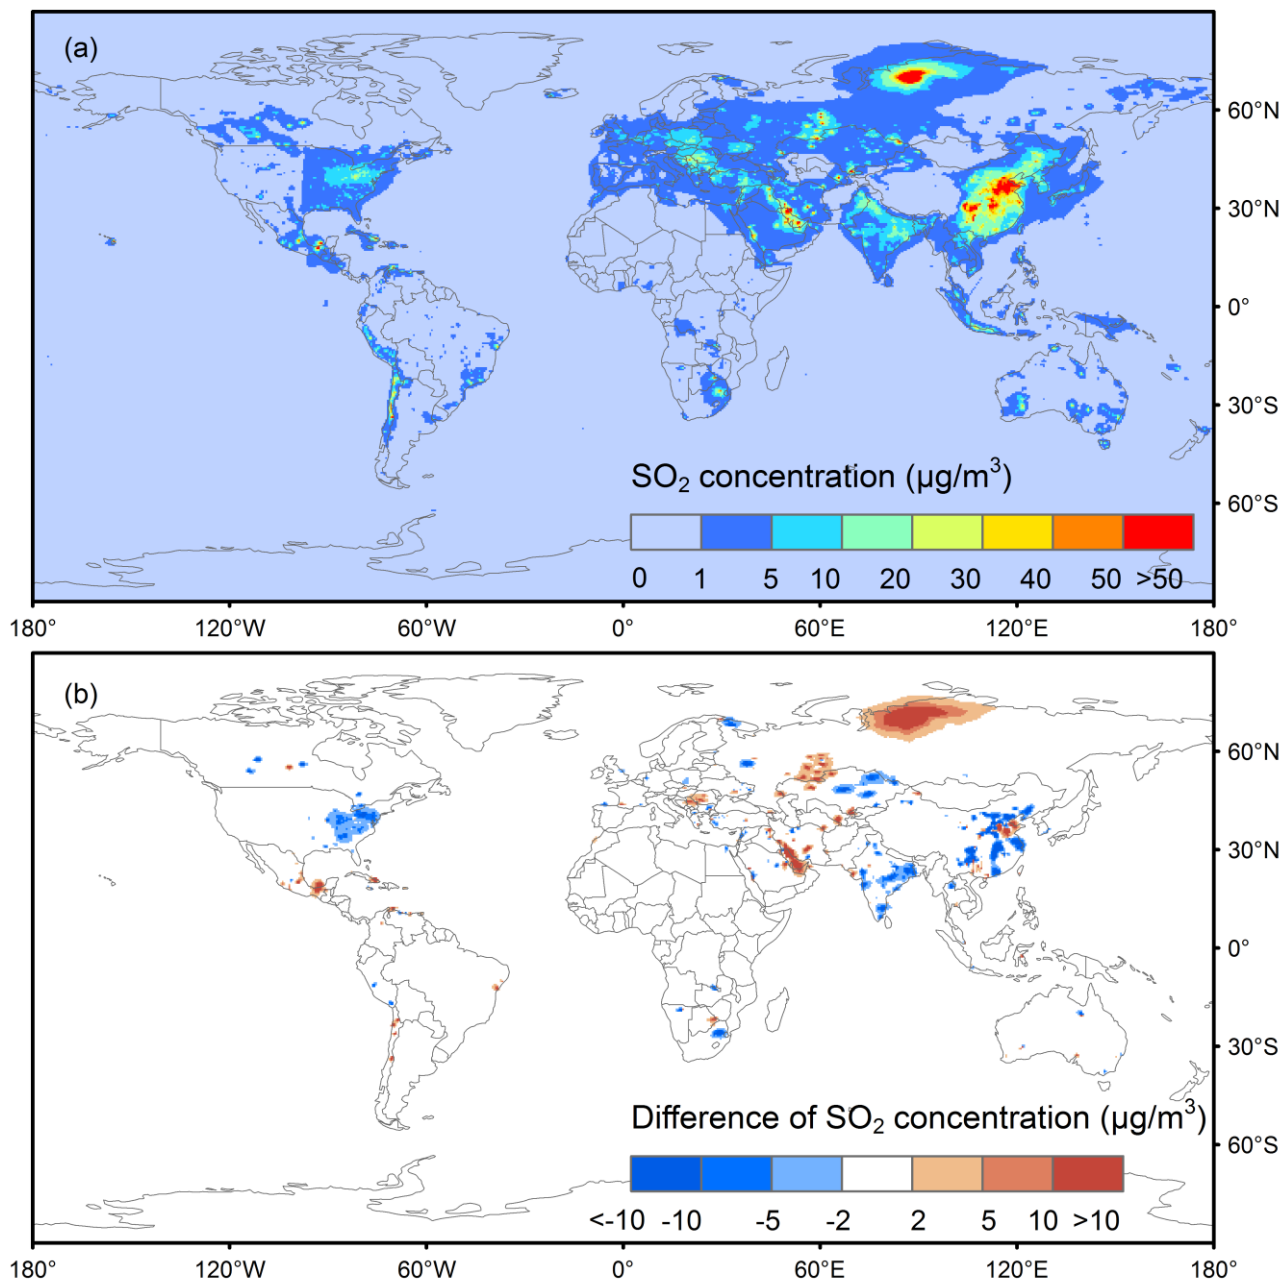 (a)
60°N
30°N
0°
30°S
60°S
SO₂ concentration (µg/m³)
0 1 5 10 20 30 40 50 >50
180° 120°W 60°W 0° 60°E 120°E 180°
(b)
60°N
30°N
0°
30°S
60°S
Difference of SO₂ concentration (µg/m³)
<-10 -10 -5 -2 2 5 10 >10
180° 120°W 60°W 0° 60°E 120°E 180°